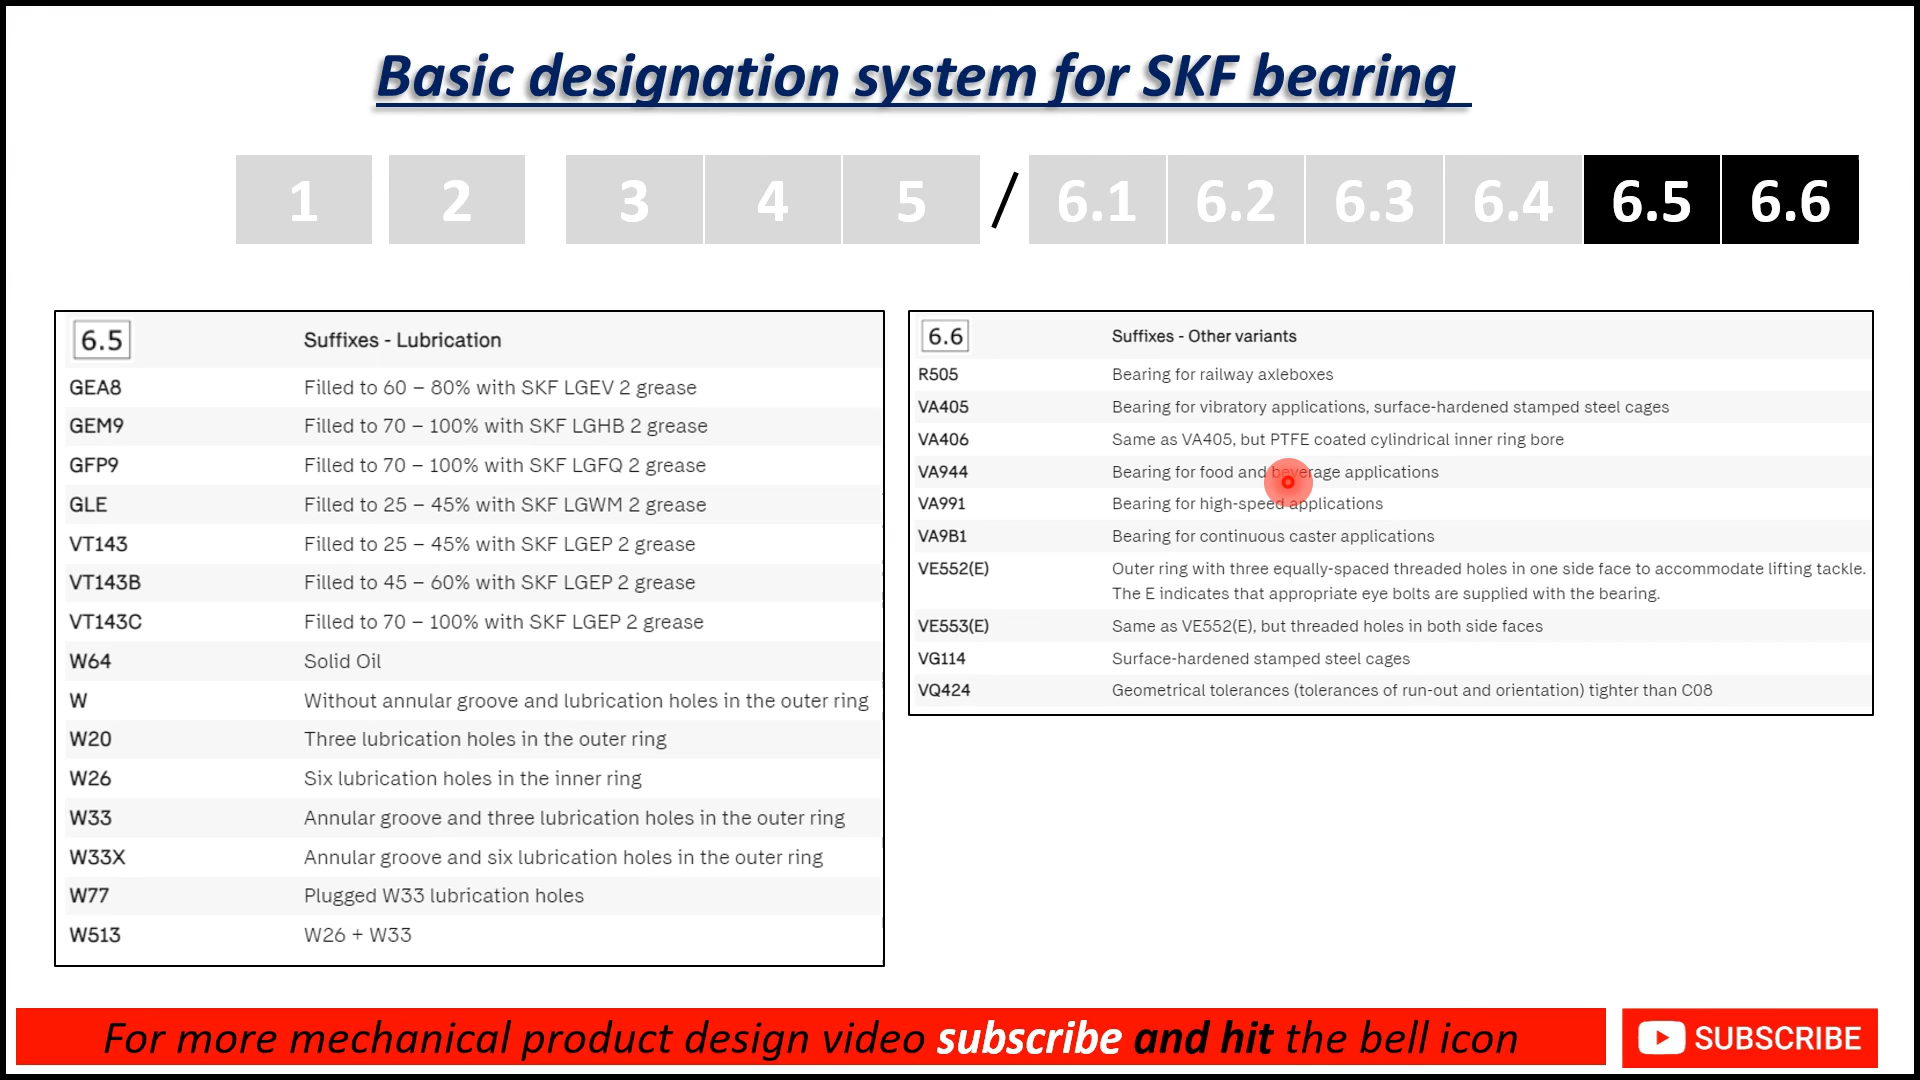 Basic designation system for SKF bearing
1 2 3 4 5 / 6.1 6.2 6.3 6.4 6.5 6.6
6.5 Suffixes - Lubrication
GEA8 Filled to 60 – 80% with SKF LGEV 2 grease
GEM9 Filled to 70 – 100% with SKF LGHB 2 grease
GFP9 Filled to 70 – 100% with SKF LGFQ 2 grease
GLE Filled to 25 – 45% with SKF LGWM 2 grease
VT143 Filled to 25 – 45% with SKF LGEP 2 grease
VT143B Filled to 45 – 60% with SKF LGEP 2 grease
VT143C Filled to 70 – 100% with SKF LGEP 2 grease
W64 Solid Oil
W Without annular groove and lubrication holes in the outer ring
W20 Three lubrication holes in the outer ring
W26 Six lubrication holes in the inner ring
W33 Annular groove and three lubrication holes in the outer ring
W33X Annular groove and six lubrication holes in the outer ring
W77 Plugged W33 lubrication holes
W513 W26 + W33
6.6 Suffixes - Other variants
R505 Bearing for railway axleboxes
VA405 Bearing for vibratory applications, surface-hardened stamped steel cages
VA406 Same as VA405, but PTFE coated cylindrical inner ring bore
VA944 Bearing for food and beverage applications
VA991 Bearing for high-speed applications
VA9B1 Bearing for continuous caster applications
VE552(E) Outer ring with three equally-spaced threaded holes in one side face to accommodate lifting tackle.
The E indicates that appropriate eye bolts are supplied with the bearing.
VE553(E) Same as VE552(E), but threaded holes in both side faces
VG114 Surface-hardened stamped steel cages
VQ424 Geometrical tolerances (tolerances of run-out and orientation) tighter than C08
For more mechanical product design video subscribe and hit the bell icon
SUBSCRIBE